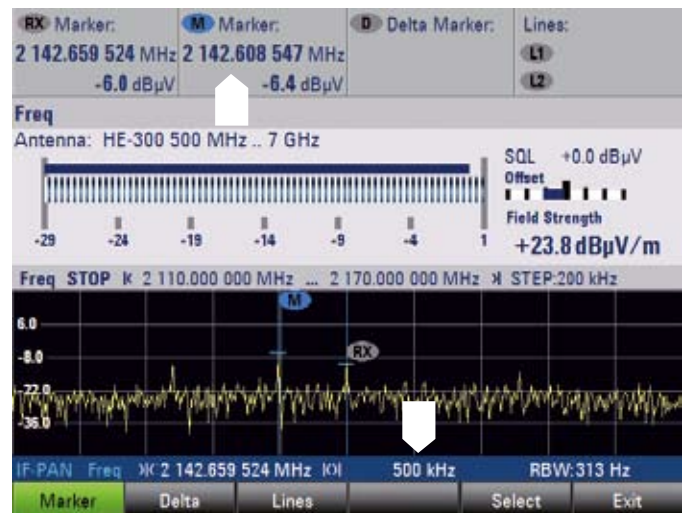 RX Marker: M Marker: D Delta Marker: Lines:
2 142.659 524 MHz 2 142.608 547 MHz L1
-6.0 dBµV -6.4 dBµV L2
Freq
Antenna: HE-300 500 MHz .. 7 GHz
SQL +0.0 dBµV
Offset
Field Strength
-29 -24 -19 -14 -9 -4 1 +23.8 dBµV/m
Freq STOP 2 110.000 000 MHz ... 2 170.000 000 MHz STEP:200 kHz
M
6.0
RX
-8.0
-22.0
-36.0
IF-PAN Freq 2 142.659 524 MHz 500 kHz RBW:313 Hz
Marker Delta Lines Select Exit